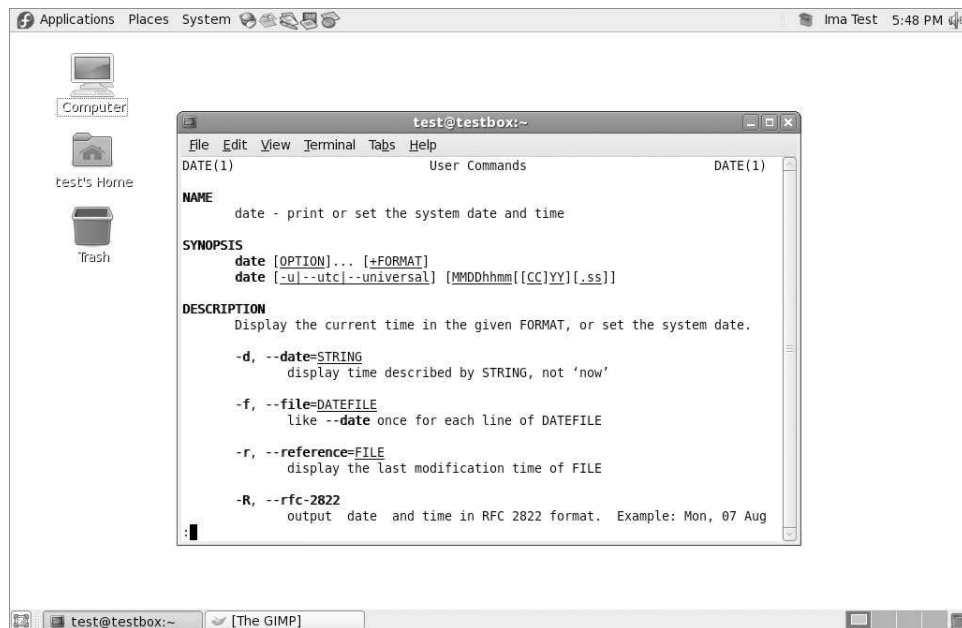 Applications Places System Ima Test 5:48 PM
Computer
test's Home
Trash
test@testbox:~
File Edit View Terminal Tabs Help
DATE(1) User Commands DATE(1)
NAME
date - print or set the system date and time
SYNOPSIS
date [OPTION]... [+FORMAT]
date [-u|--utc|--universal] [MMDDhhmm[[CC]YY][.ss]]
DESCRIPTION
Display the current time in the given FORMAT, or set the system date.
-d, --date=STRING
display time described by STRING, not ‘now’
-f, --file=DATEFILE
like --date once for each line of DATEFILE
-r, --reference=FILE
display the last modification time of FILE
-R, --rfc-2822
output date and time in RFC 2822 format. Example: Mon, 07 Aug
:
test@testbox:~ [The GIMP]